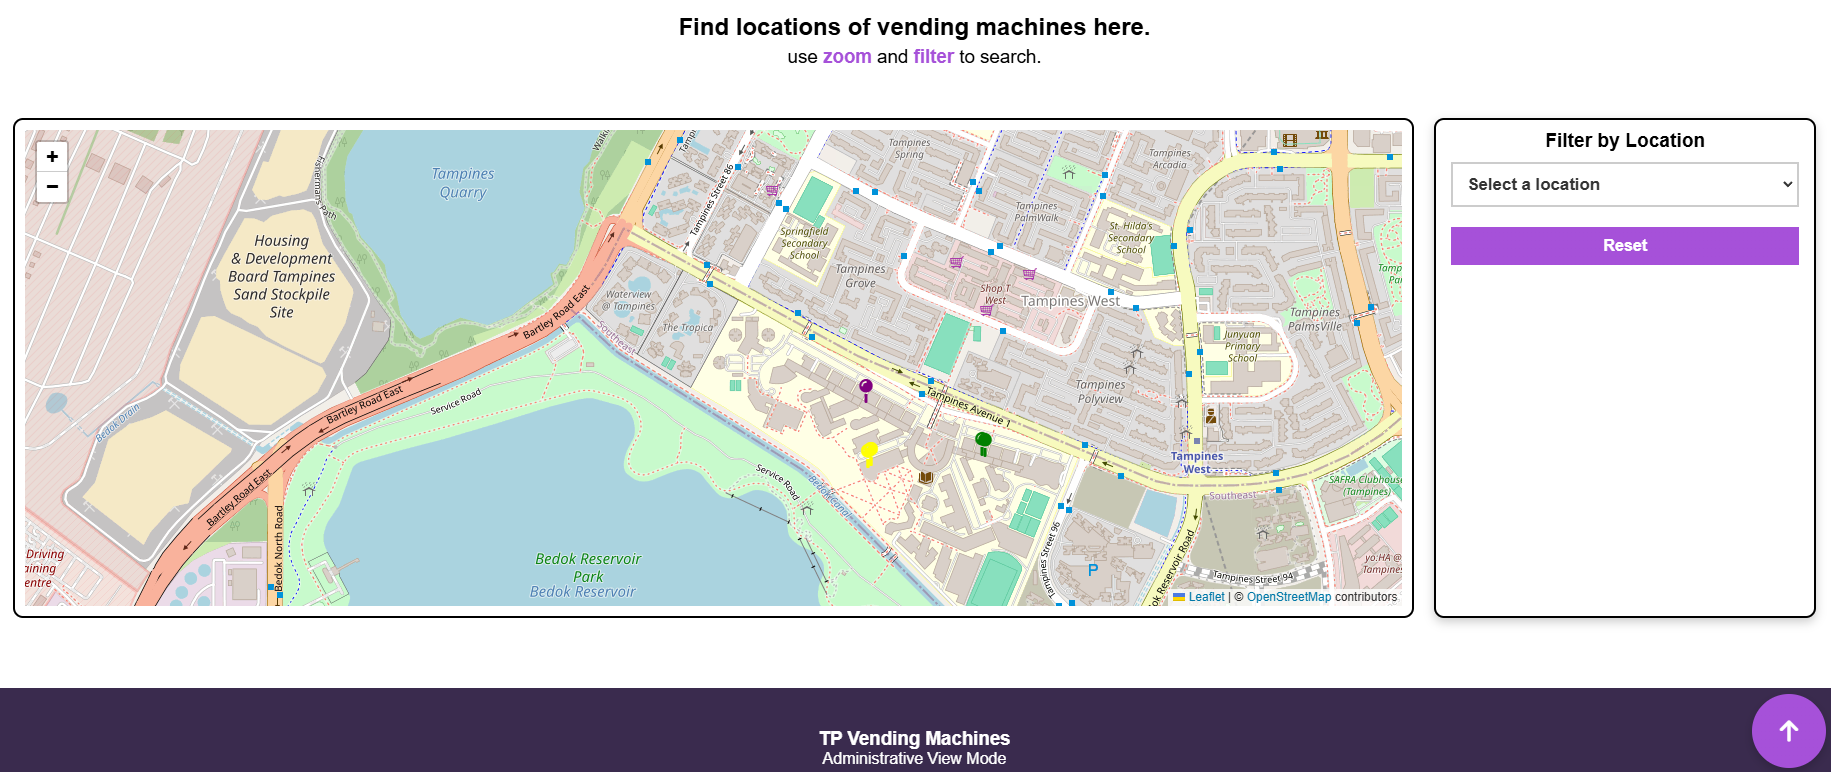 Find locations of vending machines here.
use zoom and filter to search.
+
−
Tampines
Quarry
Fishermans Path
Housing
& Development
Board Tampines
Sand Stockpile
Site
Tampines Street 86
Tampines
Spring
Tampines
Arcadia
Tampines
PalmWalk
Springfield
Secondary
School
St. Hilda's
Secondary
School
Tampines
Grove
Shop T
West
Tampines West
Waterview
@ Tampines
The Tropica
Southeast
Bartley Road East
Bartley Road East
Bartley Road East
Service Road
Bedok Drain
Tampines
PalmsVille
Junyuan
Primary
School
Tampines
Polyview
Tampines Avenue 1
Tampines
West
Southeast
SAFRA Clubhouse
(Tampines)
Service Road
Bedok Canal
Bedok Reservoir
Park
Bedok Reservoir
Bedok North Road
Driving
aining
entre
Tampines Street 96
P
ok Reservoir Road
Tampines Street 94
yo.HA @
Tampines
Leaflet | © OpenStreetMap contributors
Filter by Location
Select a location
Reset
TP Vending Machines
Administrative View Mode